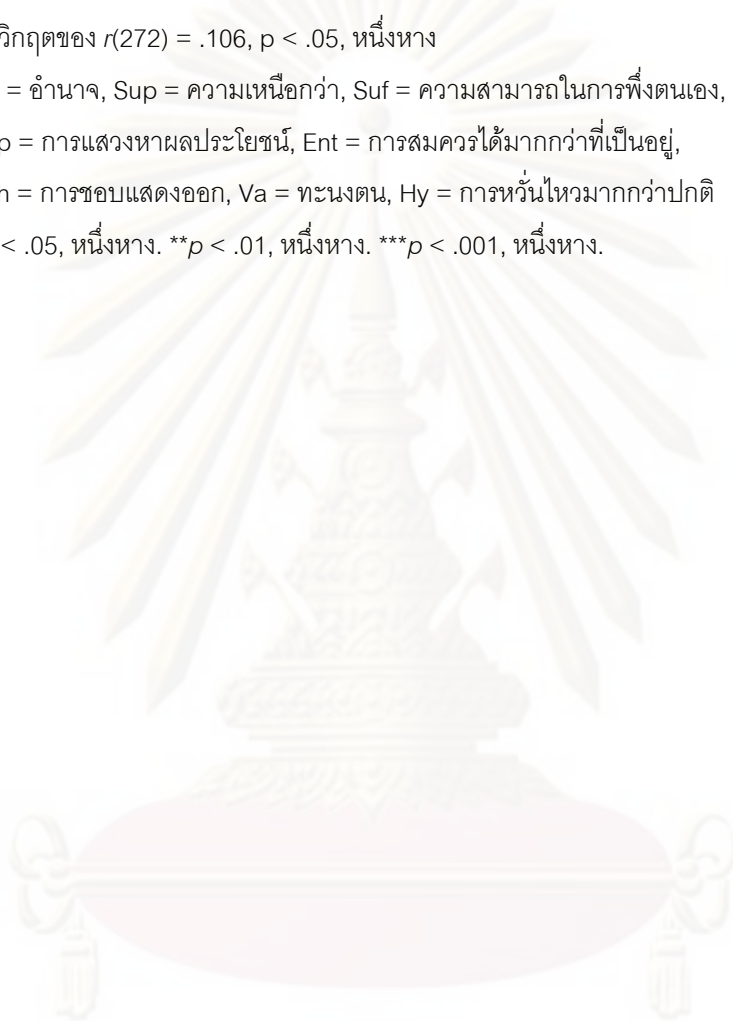 วิกฤตของ r(272) = .106, p < .05, หนึ่งหาง
= อำนาจ, Sup = ความเหนือกว่า, Suf = ความสามารถในการพึ่งตนเอง,
= การแสวงหาผลประโยชน์, Ent = การสมควรได้มากกว่าที่เป็นอยู่,
= การชอบแสดงออก, Va = ทะนงตน, Hy = การหวั่นไหวมากกว่าปกติ
< .05, หนึ่งหาง. **p < .01, หนึ่งหาง. ***p < .001, หนึ่งหาง.